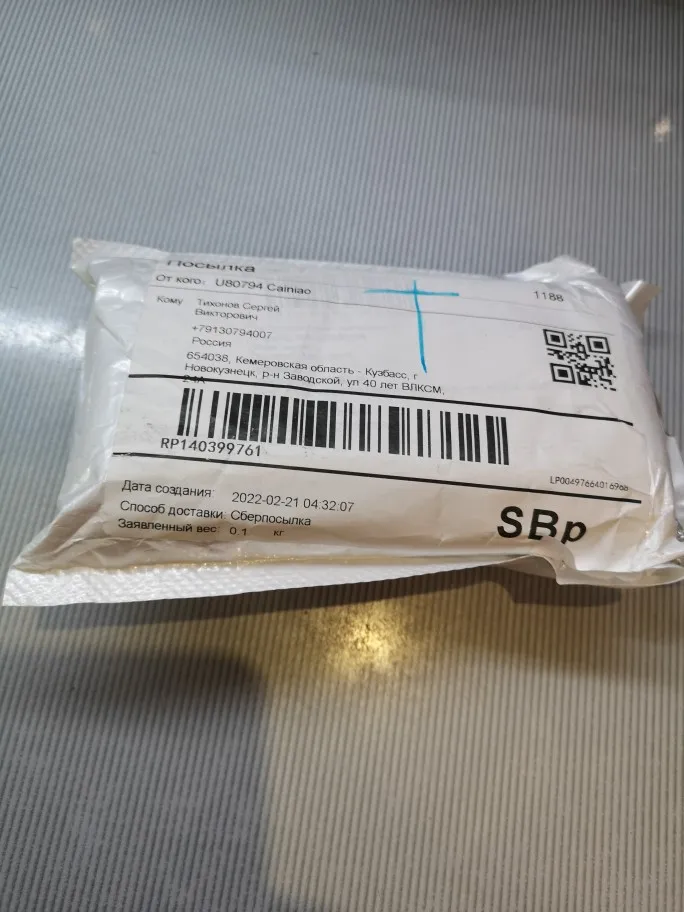 Посылка
От кого: U80794 Cainiao
1188
Кому Тихонов Сергей
Викторович
+79130794007
Россия
654038, Кемеровская область - Кузбасс, г
Новокузнецк, р-н Заводской, ул 40 лет ВЛКСМ,
24А
RP140399761
Дата создания: 2022-02-21 04:32:07
Способ доставки: Сберпосылка
Заявленный вес: 0.1 кг
SBp